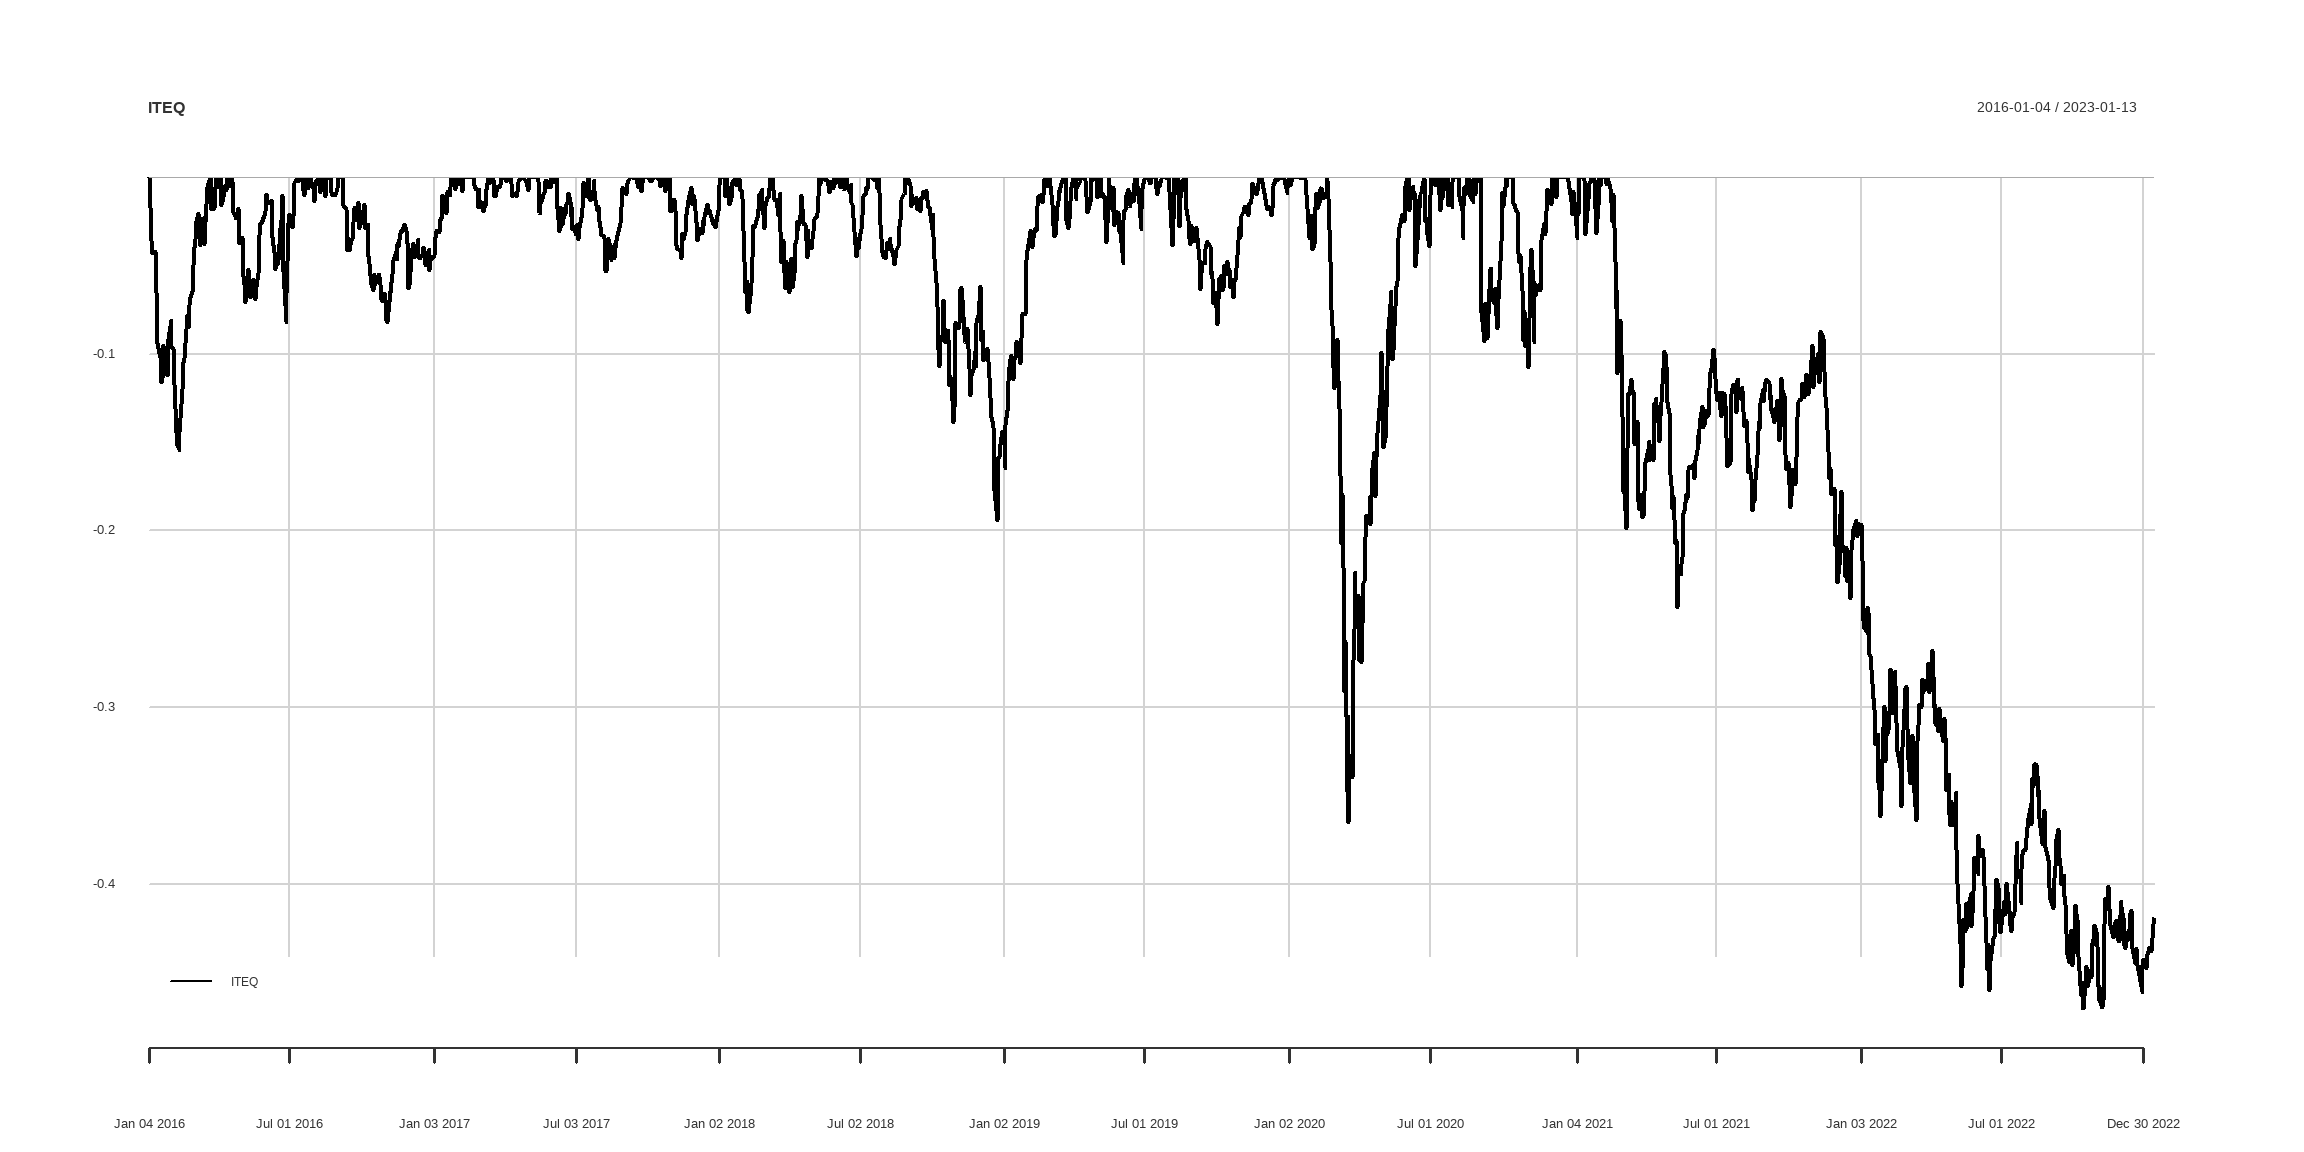 ITEQ
2016-01-04 / 2023-01-13
-0.1
-0.2
-0.3
-0.4
ITEQ
Jan 04 2016
Jul 01 2016
Jan 03 2017
Jul 03 2017
Jan 02 2018
Jul 02 2018
Jan 02 2019
Jul 01 2019
Jan 02 2020
Jul 01 2020
Jan 04 2021
Jul 01 2021
Jan 03 2022
Jul 01 2022
Dec 30 2022